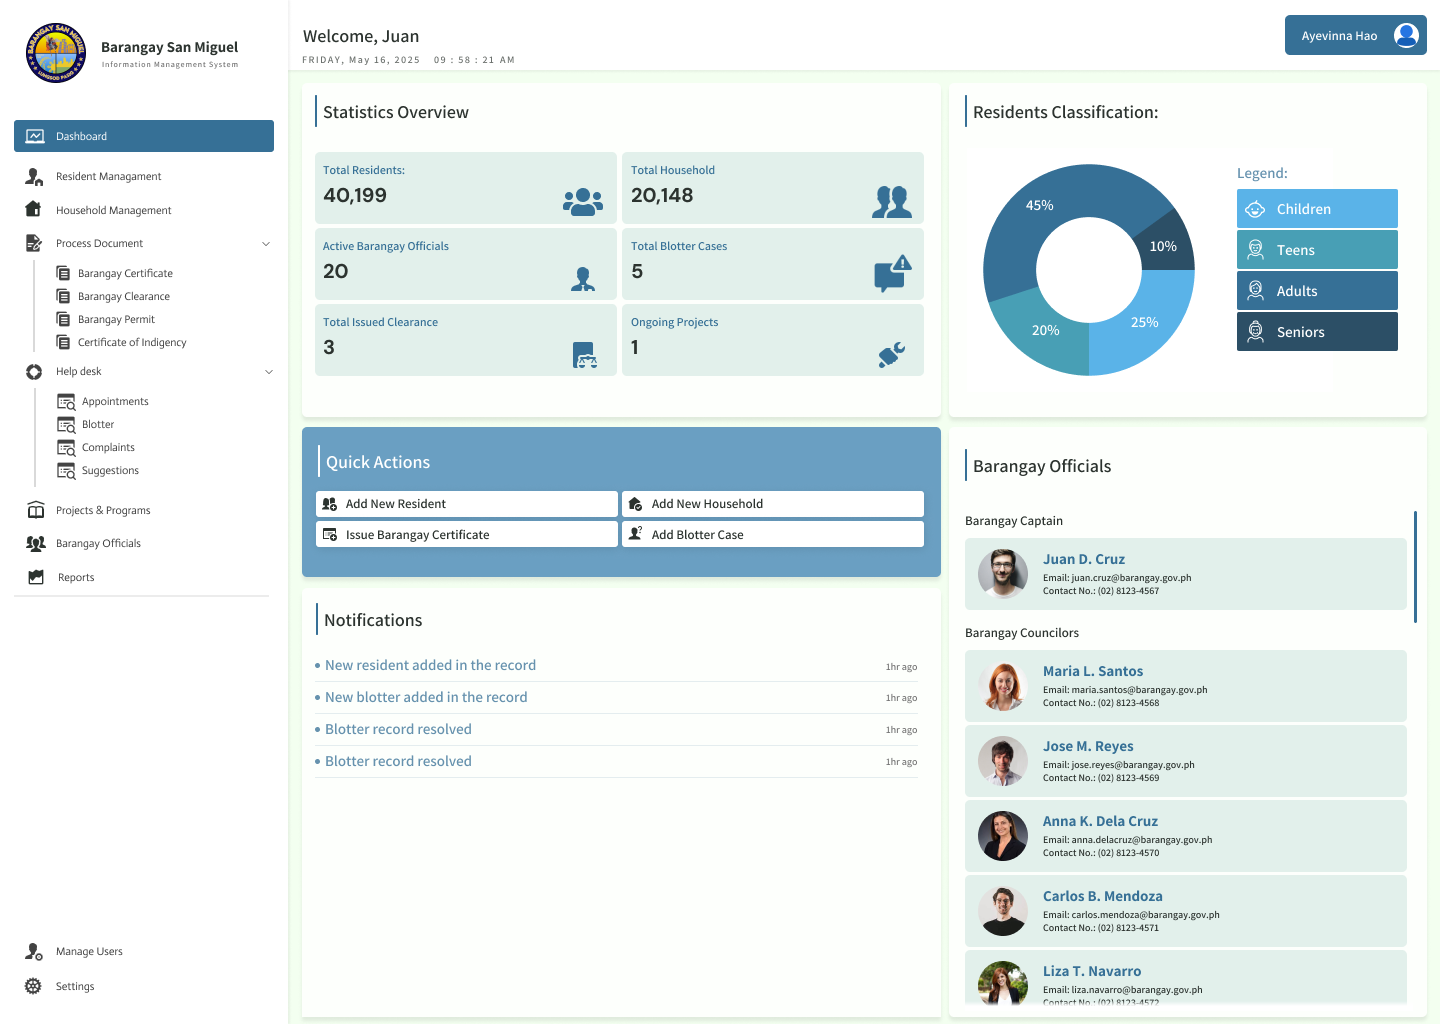 BARANGAY SAN MIGUEL
LUNGSOD PASIG
Barangay San Miguel
Information Management System
Dashboard
Resident Managament
Household Management
Process Document
Barangay Certificate
Barangay Clearance
Barangay Permit
Certificate of Indigency
Help desk
Appointments
Blotter
Complaints
Suggestions
Projects & Programs
Barangay Officials
Reports
Manage Users
Settings
Welcome, Juan
FRIDAY, May 16, 2025 09 : 58 : 21 AM
Ayevinna Hao
Statistics Overview
Total Residents:
40,199
Total Household
20,148
Active Barangay Officials
20
Total Blotter Cases
5
Total Issued Clearance
3
Ongoing Projects
1
Residents Classification:
45%
10%
20%
25%
Legend:
Children
Teens
Adults
Seniors
Quick Actions
Add New Resident
Add New Household
Issue Barangay Certificate
Add Blotter Case
Notifications
New resident added in the record 1hr ago
New blotter added in the record 1hr ago
Blotter record resolved 1hr ago
Blotter record resolved 1hr ago
Barangay Officials
Barangay Captain
Juan D. Cruz
Email: juan.cruz@barangay.gov.ph
Contact No.: (02) 8123-4567
Barangay Councilors
Maria L. Santos
Email: maria.santos@barangay.gov.ph
Contact No.: (02) 8123-4568
Jose M. Reyes
Email: jose.reyes@barangay.gov.ph
Contact No.: (02) 8123-4569
Anna K. Dela Cruz
Email: anna.delacruz@barangay.gov.ph
Contact No.: (02) 8123-4570
Carlos B. Mendoza
Email: carlos.mendoza@barangay.gov.ph
Contact No.: (02) 8123-4571
Liza T. Navarro
Email: liza.navarro@barangay.gov.ph
Contact No.: (02) 8123-4572